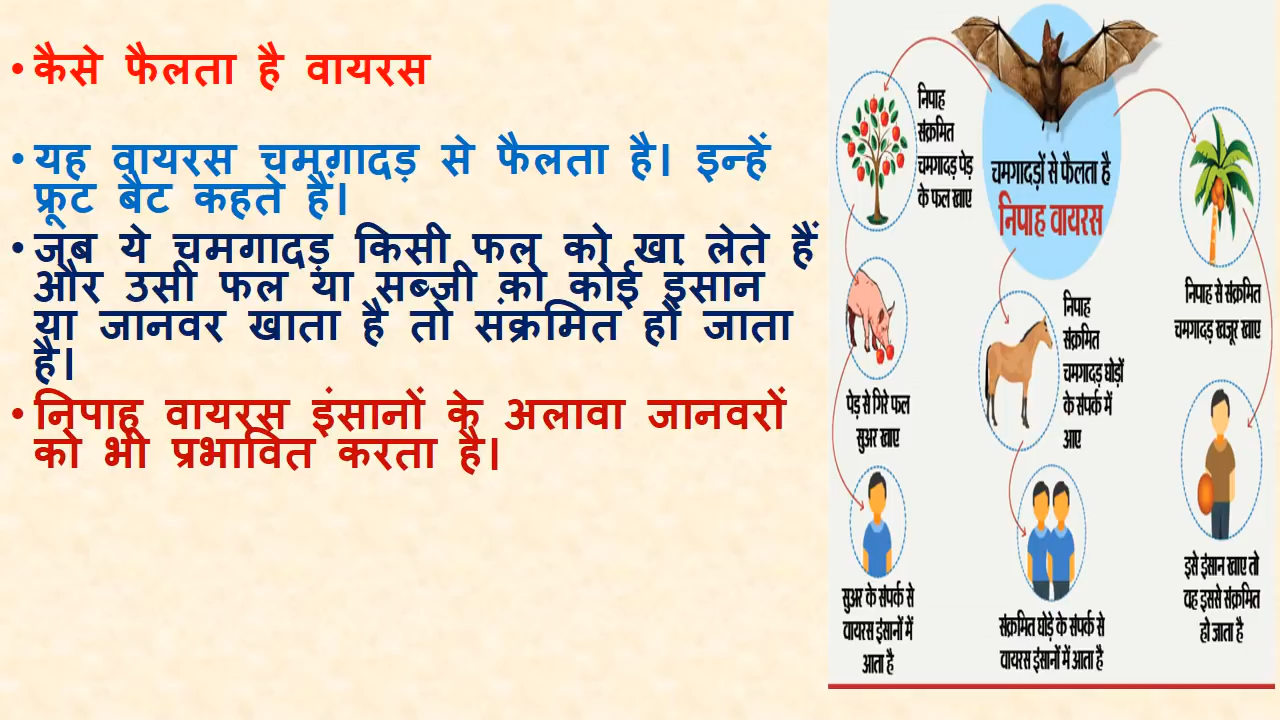 • कैसे फैलता है वायरस
• यह वायरस चमगादड़ से फैलता है। इन्हें
फ्रूट बैट कहते हैं।
• जब ये चमगादड़ किसी फल को खा लेते हैं
और उसी फल या सब्जी को कोई इंसान
या जानवर खाता है तो संक्रमित हो जाता
है।
• निपाह वायरस इंसानों के अलावा जानवरों
को भी प्रभावित करता है।
चमगादड़ों से फैलता है
निपाह वायरस
निपाह
संक्रमित
चमगादड़ पेड़
के फल खाए
पेड़ से गिरे फल
सुअर खाए
सुअर के संपर्क से
वायरस इंसानों में
आता है
निपाह
संक्रमित
चमगादड़ घोड़ों
के संपर्क में
आए
संक्रमित घोड़े के संपर्क से
वायरस इंसानों में आता है
निपाह से संक्रमित
चमगादड़ खजूर खाए
इसे इंसान खाए तो
वह इससे संक्रमित
हो जाता है